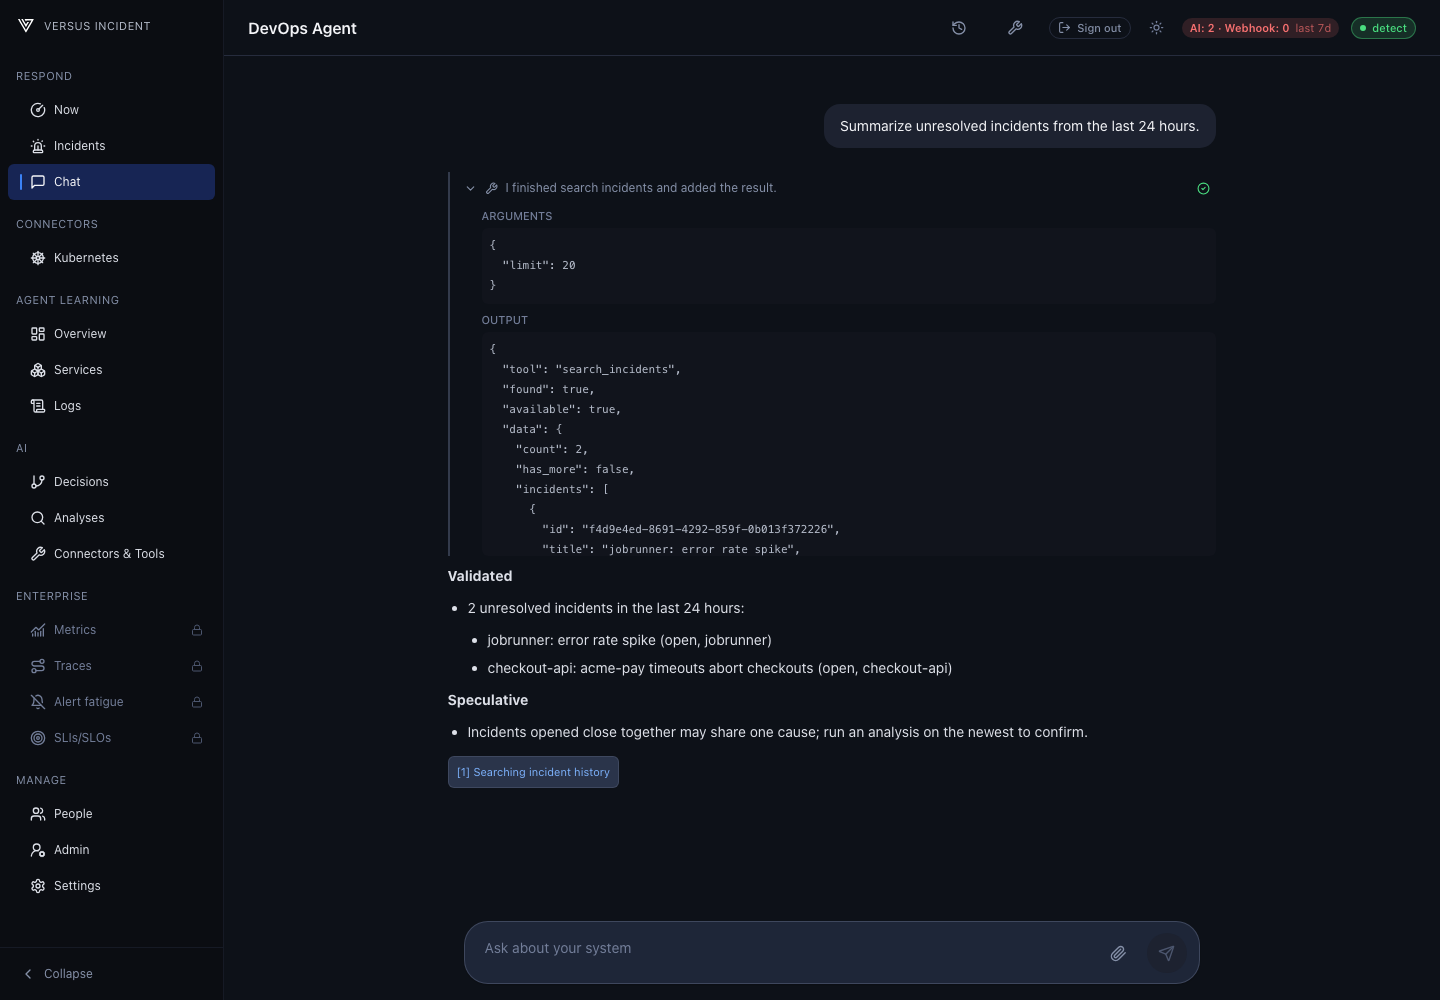 VERSUS INCIDENT
RESPOND
Now
Incidents
Chat
CONNECTORS
Kubernetes
AGENT LEARNING
Overview
Services
Logs
AI
Decisions
Analyses
Connectors & Tools
ENTERPRISE
Metrics
Traces
Alert fatigue
SLIs/SLOs
MANAGE
People
Admin
Settings
Collapse
DevOps Agent
Sign out
AI: 2 · Webhook: 0 last 7d
detect
Summarize unresolved incidents from the last 24 hours.
I finished search incidents and added the result.
ARGUMENTS
{
  "limit": 20
}
OUTPUT
{
  "tool": "search_incidents",
  "found": true,
  "available": true,
  "data": {
    "count": 2,
    "has_more": false,
    "incidents": [
      {
        "id": "f4d9e4ed-8691-4292-859f-0b013f372226",
        "title": "jobrunner: error rate spike",
Validated
• 2 unresolved incidents in the last 24 hours:
• jobrunner: error rate spike (open, jobrunner)
• checkout-api: acme-pay timeouts abort checkouts (open, checkout-api)
Speculative
• Incidents opened close together may share one cause; run an analysis on the newest to confirm.
[1] Searching incident history
Ask about your system